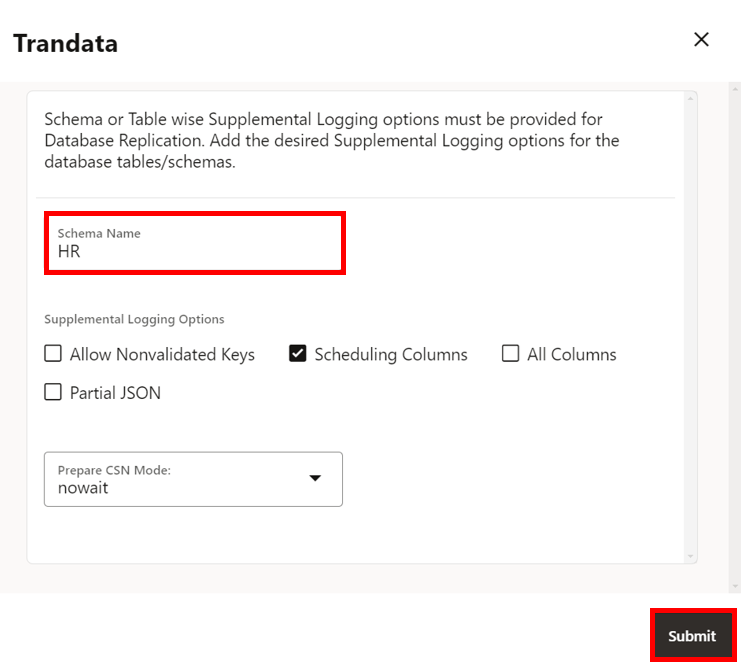 Trandata
Schema or Table wise Supplemental Logging options must be provided for
Database Replication. Add the desired Supplemental Logging options for the
database tables/schemas.
Schema Name
HR
Supplemental Logging Options
Allow Nonvalidated Keys Scheduling Columns All Columns
Partial JSON
Prepare CSN Mode:
nowait
Submit